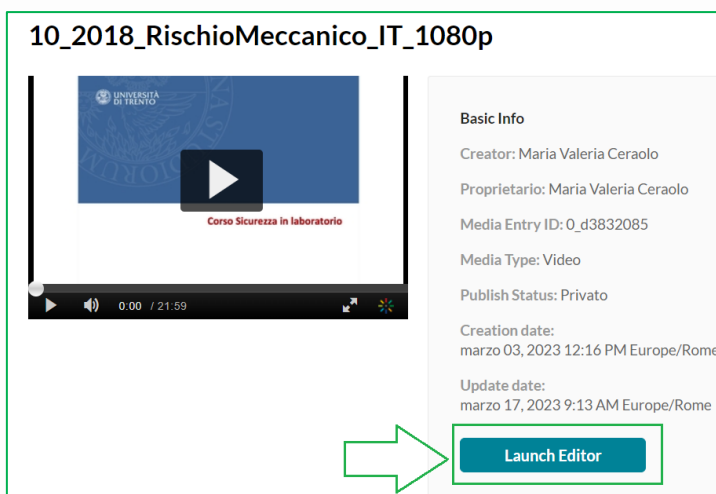 10_2018_RischioMeccanico_IT_1080p
UNIVERSITÀ
DI TRENTO
Corso Sicurezza in laboratorio
0:00 / 21:59
Basic Info
Creator: Maria Valeria Ceraolo
Proprietario: Maria Valeria Ceraolo
Media Entry ID: 0_d3832085
Media Type: Video
Publish Status: Privato
Creation date:
marzo 03, 2023 12:16 PM Europe/Rome
Update date:
marzo 17, 2023 9:13 AM Europe/Rome
Launch Editor